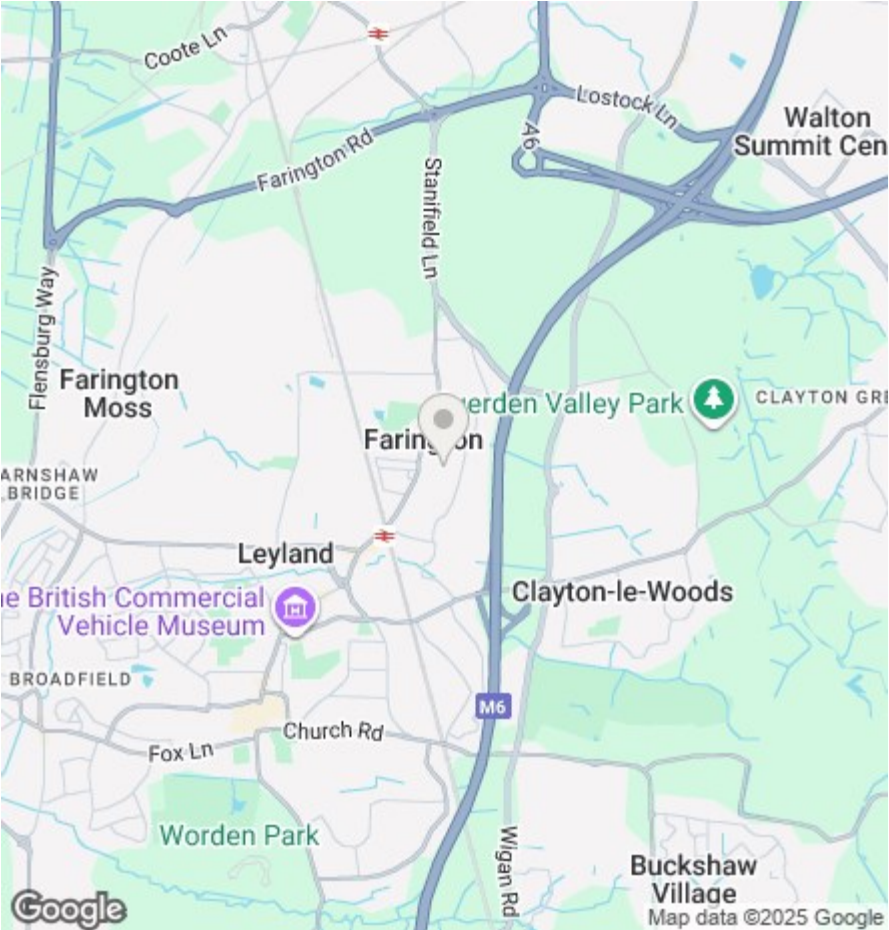 Coote Ln
Lostock Ln
Walton
Summit Cen
A6
Farington Rd
Stanifield Ln
Flensburg Way
Farington
Moss
erden Valley Park
CLAYTON GRE
Farington
ARNSHAW
BRIDGE
Leyland
e British Commercial
Vehicle Museum
Clayton-le-Woods
BROADFIELD
M6
Church Rd
Fox Ln
Worden Park
Wigan Rd
Buckshaw
Village
Google
Map data ©2025 Google